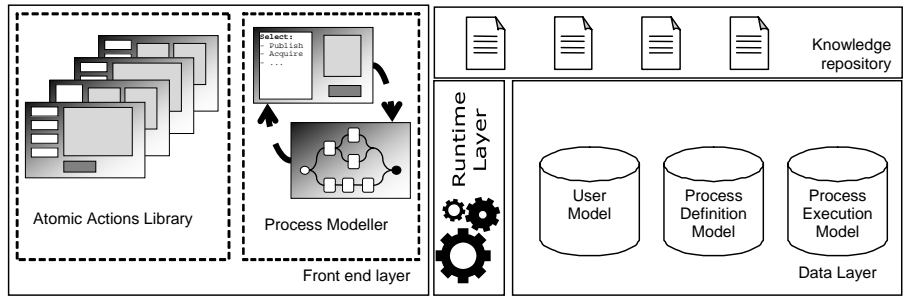 Select:
- Publish
- Acquire
- ...
Atomic Actions Library
Process Modeller
Front end layer
Knowledge
repository
Runtime
Layer
User
Model
Process
Definition
Model
Process
Execution
Model
Data Layer